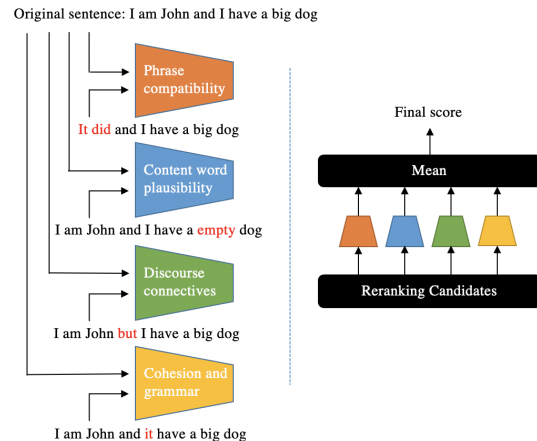 Original sentence: I am John and I have a big dog
Phrase
compatibility
It did and I have a big dog
Content word
plausibility
I am John and I have a empty dog
Discourse
connectives
I am John but I have a big dog
Cohesion and
grammar
I am John and it have a big dog
Final score
Mean
Reranking Candidates